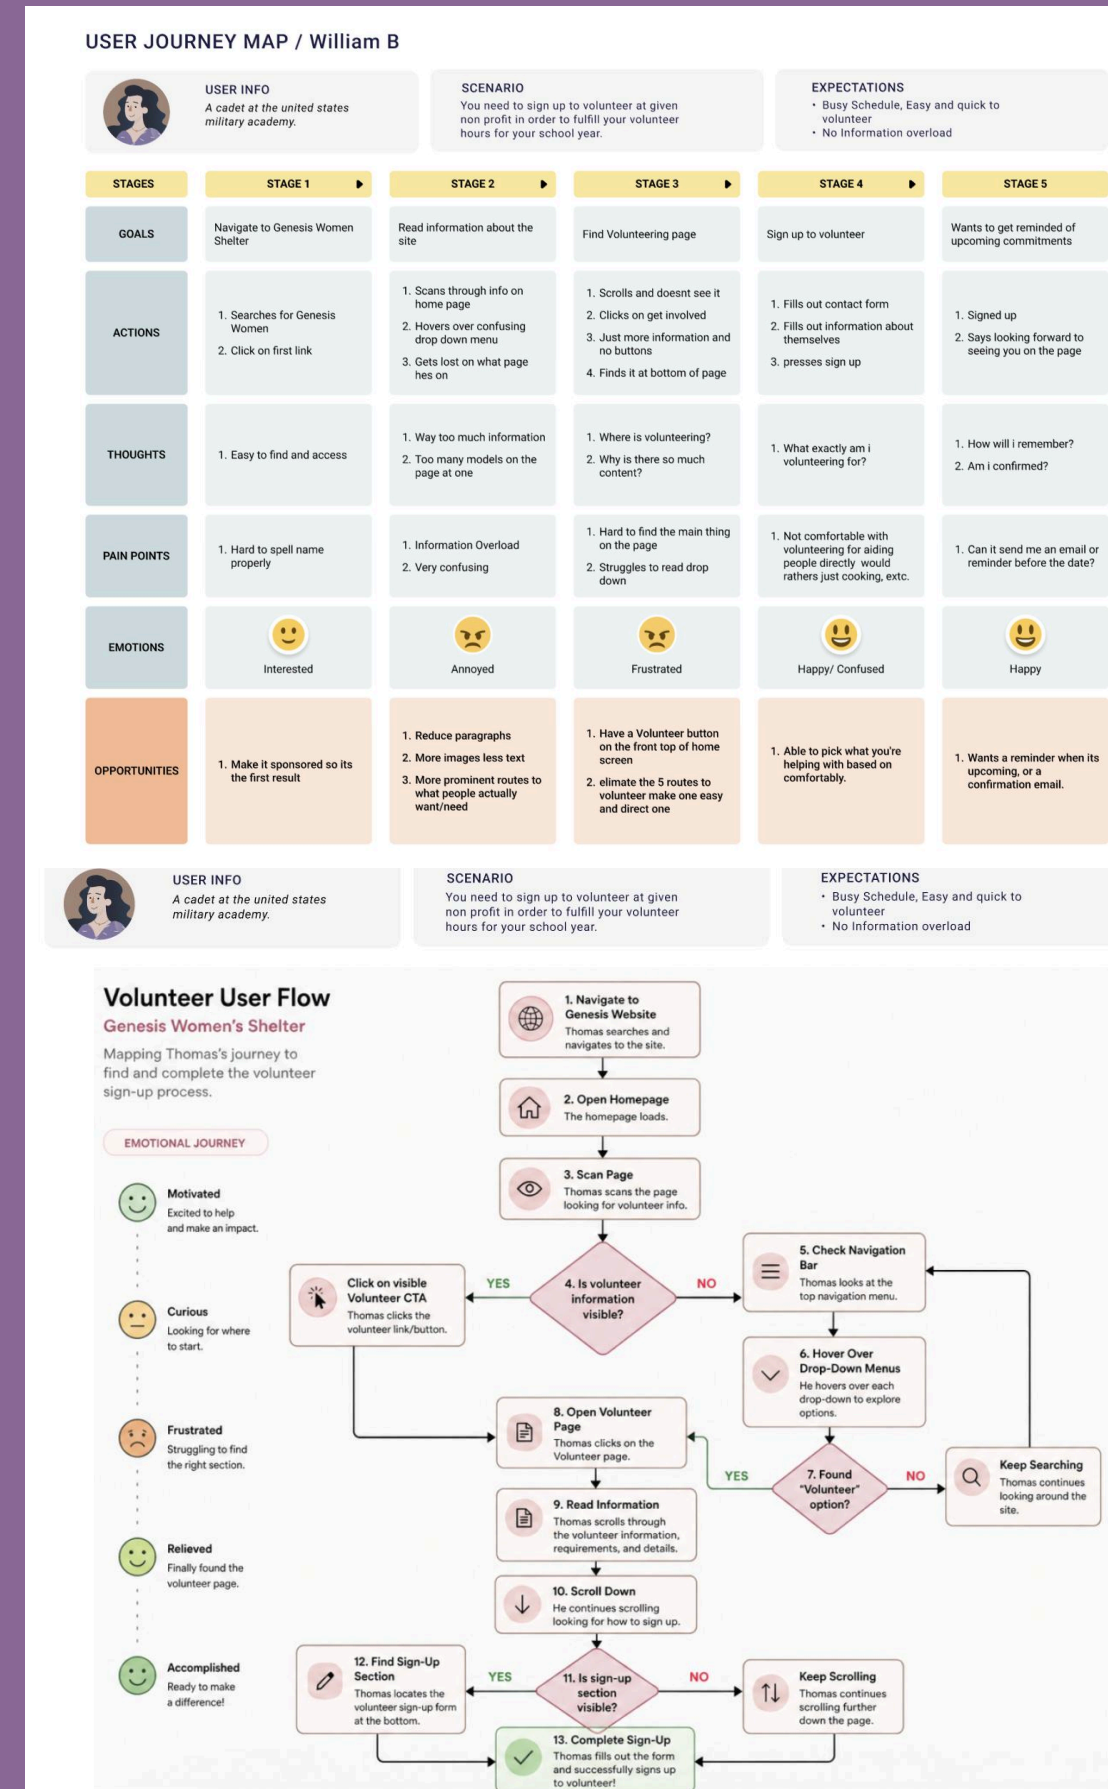 USER JOURNEY MAP / William B
USER INFO
A cadet at the united states
military academy.
SCENARIO
You need to sign up to volunteer at given
non profit in order to fulfill your volunteer
hours for your school year.
EXPECTATIONS
• Busy Schedule, Easy and quick to
volunteer
• No Information overload
STAGES
STAGE 1
STAGE 2
STAGE 3
STAGE 4
STAGE 5
GOALS
Navigate to Genesis Women
Shelter
Read information about the
site
Find Volunteering page
Sign up to volunteer
Wants to get reminded of
upcoming commitments
ACTIONS
1. Searches for Genesis
Women
2. Click on first link
1. Scans through info on
home page
2. Hovers over confusing
drop down menu
3. Gets lost on what page
hes on
1. Scrolls and doesnt see it
2. Clicks on get involved
3. Just more information and
no buttons
4. Finds it at bottom of page
1. Fills out contact form
2. Fills out information about
themselves
3. presses sign up
1. Signed up
2. Says looking forward to
seeing you on the page
THOUGHTS
1. Easy to find and access
1. Way too much information
2. Too many models on the
page at one
1. Where is volunteering?
2. Why is there so much
content?
1. What exactly am i
volunteering for?
1. How will i remember?
2. Am i confirmed?
PAIN POINTS
1. Hard to spell name
properly
1. Information Overload
2. Very confusing
1. Hard to find the main thing
on the page
2. Struggles to read drop
down
1. Not comfortable with
volunteering for aiding
people directly would
rathers just cooking, extc.
1. Can it send me an email or
reminder before the date?
EMOTIONS
Interested
Annoyed
Frustrated
Happy/ Confused
Happy
OPPORTUNITIES
1. Make it sponsored so its
the first result
1. Reduce paragraphs
2. More images less text
3. More prominent routes to
what people actually
want/need
1. Have a Volunteer button
on the front top of home
screen
2. elimate the 5 routes to
volunteer make one easy
and direct one
1. Able to pick what you're
helping with based on
comfortably.
1. Wants a reminder when its
upcoming, or a
confirmation email.
USER INFO
A cadet at the united states
military academy.
SCENARIO
You need to sign up to volunteer at given
non profit in order to fulfill your volunteer
hours for your school year.
EXPECTATIONS
• Busy Schedule, Easy and quick to
volunteer
• No Information overload
Volunteer User Flow
Genesis Women's Shelter
Mapping Thomas's journey to
find and complete the volunteer
sign-up process.
EMOTIONAL JOURNEY
Motivated
Excited to help
and make an impact.
Curious
Looking for where
to start.
Frustrated
Struggling to find
the right section.
Relieved
Finally found the
volunteer page.
Accomplished
Ready to make
a difference!
1. Navigate to
Genesis Website
Thomas searches and
navigates to the site.
2. Open Homepage
The homepage loads.
3. Scan Page
Thomas scans the page
looking for volunteer info.
4. Is volunteer
information
visible?
YES
NO
Click on visible
Volunteer CTA
Thomas clicks the
volunteer link/button.
5. Check Navigation
Bar
Thomas looks at the
top navigation menu.
6. Hover Over
Drop-Down Menus
He hovers over each
drop-down to explore
options.
7. Found
"Volunteer"
option?
YES
NO
Keep Searching
Thomas continues
looking around the
site.
8. Open Volunteer
Page
Thomas clicks on the
Volunteer page.
9. Read Information
Thomas scrolls through
the volunteer information,
requirements, and details.
10. Scroll Down
He continues scrolling
looking for how to sign up.
11. Is sign-up
section
visible?
YES
NO
12. Find Sign-Up
Section
Thomas locates the
volunteer sign-up form
at the bottom.
Keep Scrolling
Thomas continues
scrolling further
down the page.
13. Complete Sign-Up
Thomas fills out the form
and successfully signs up
to volunteer!